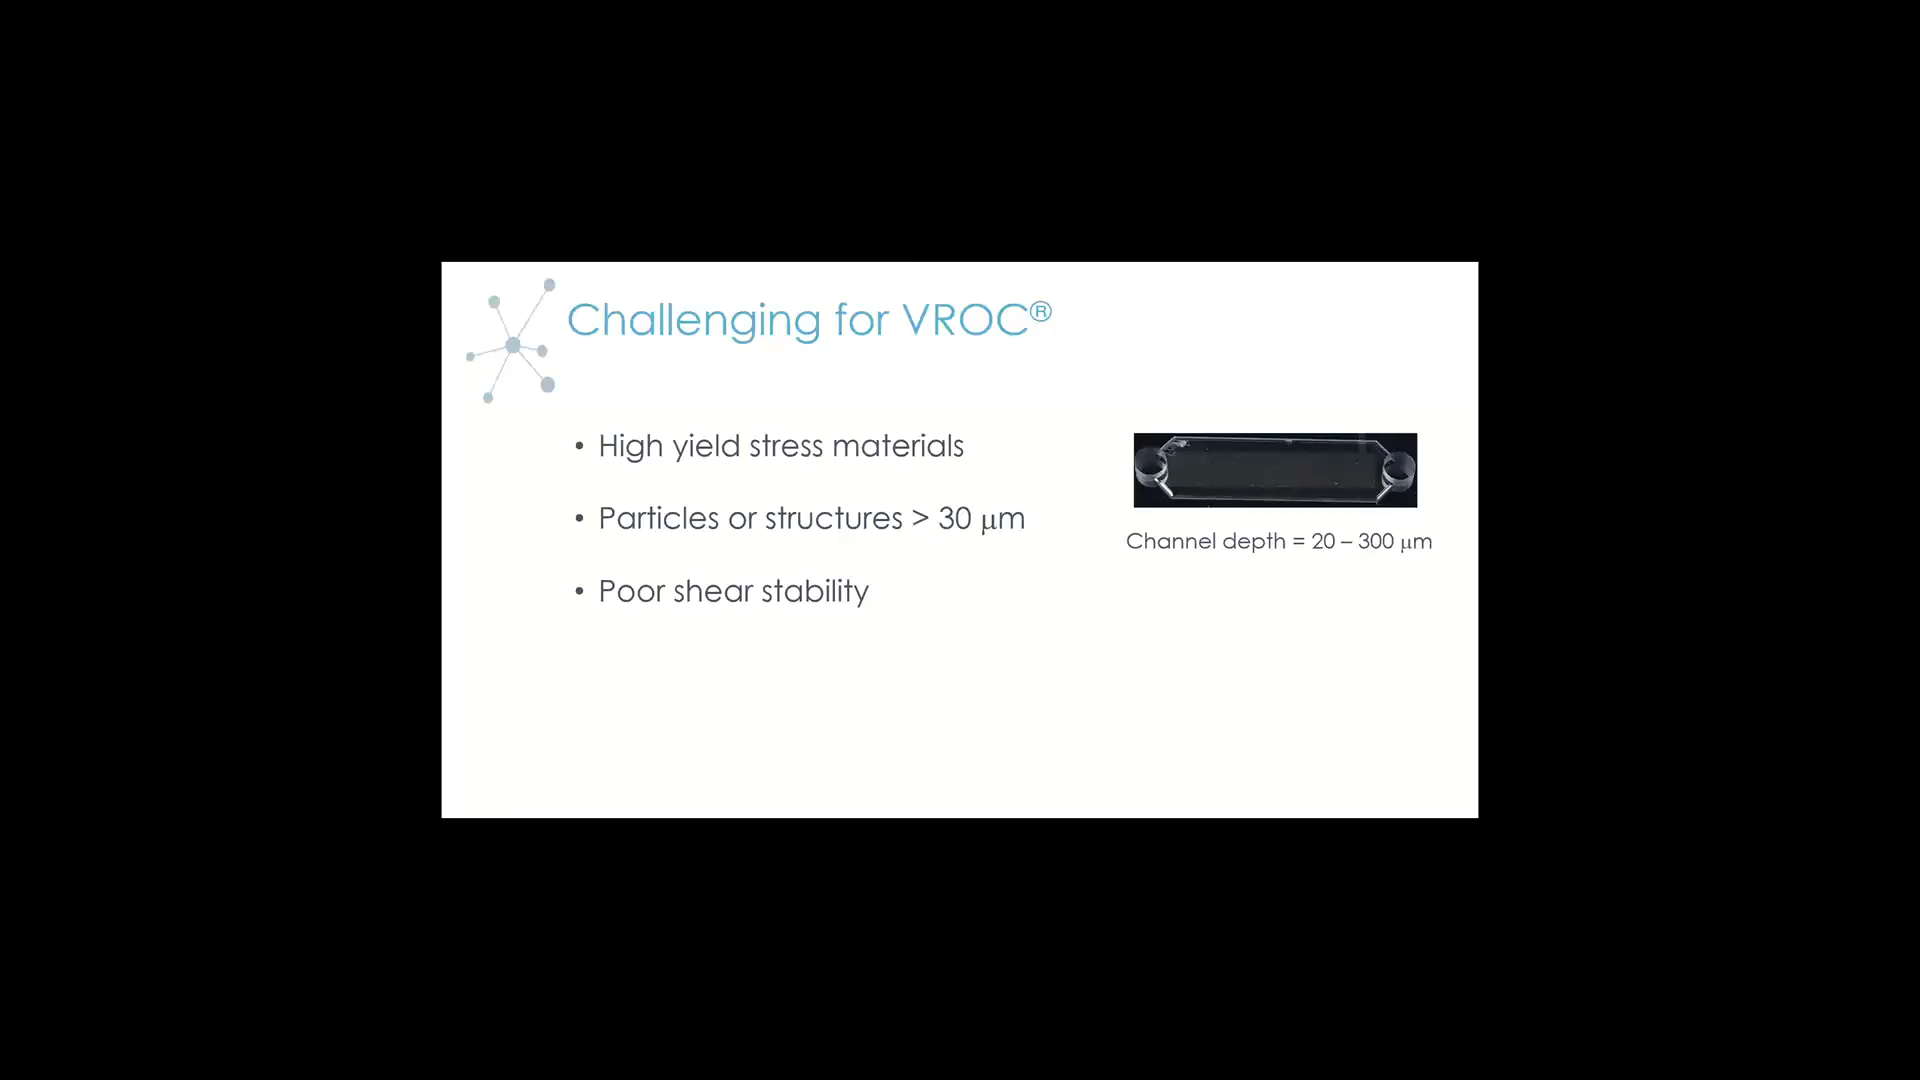 Challenging for VROC®
• High yield stress materials
• Particles or structures > 30 μm
• Poor shear stability
Channel depth = 20 – 300 μm